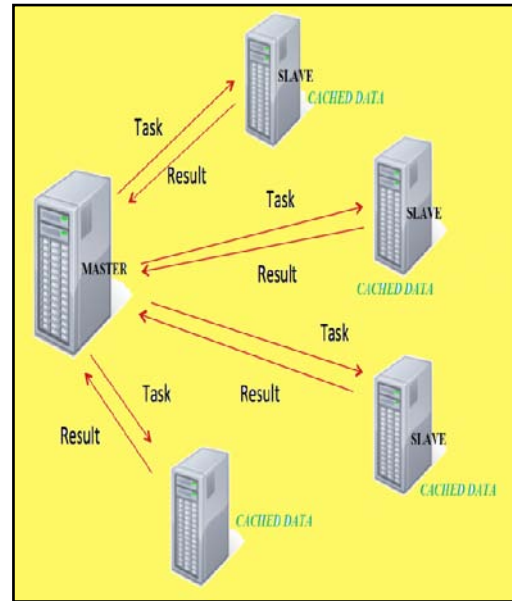 SLAVE
CACHED DATA
Task
Result
Task
SLAVE
MASTER
Result
CACHED DATA
Task
Result
Task
SLAVE
Result
CACHED DATA
CACHED DATA